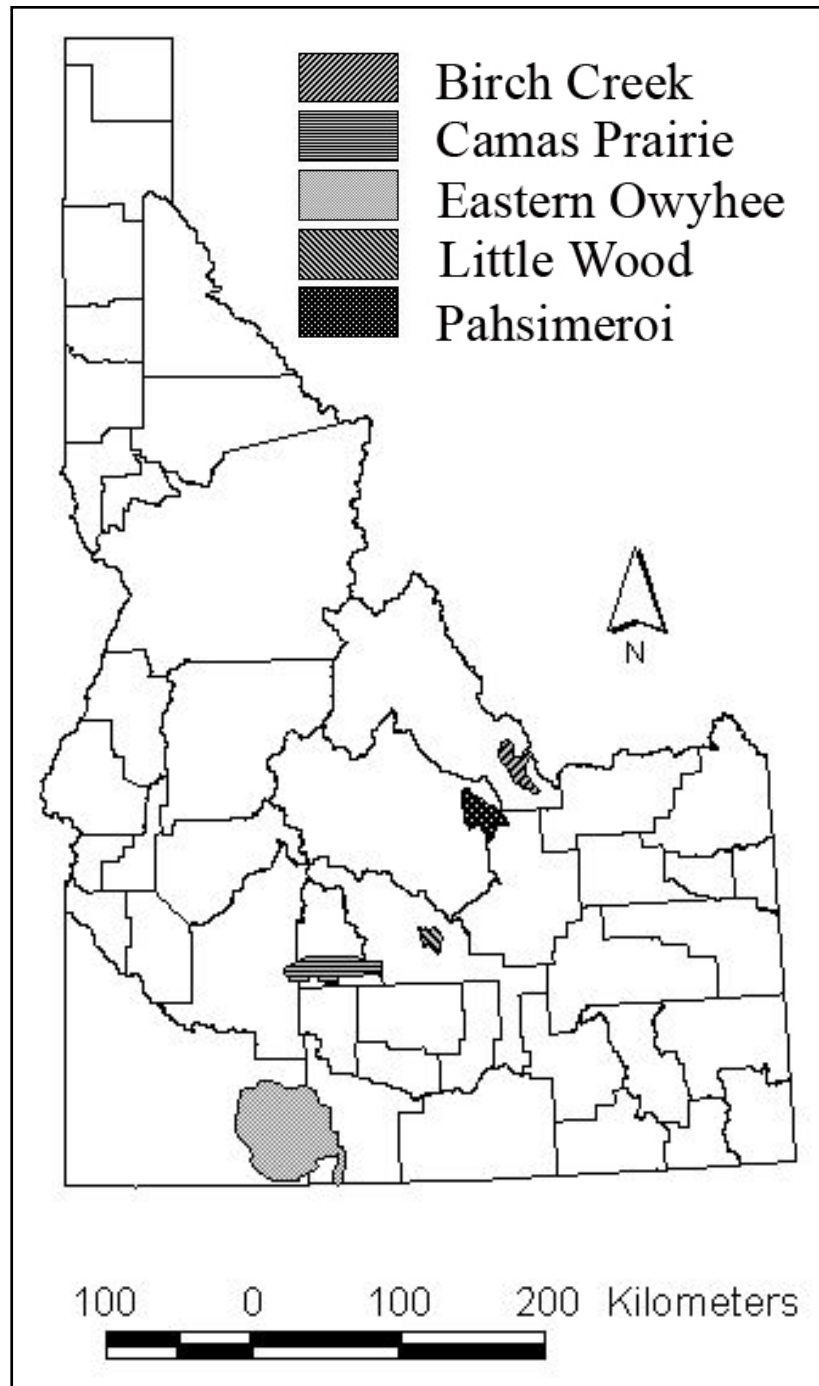 Birch Creek
Camas Prairie
Eastern Owyhee
Little Wood
Pahsimeroi
N
100 0 100 200 Kilometers